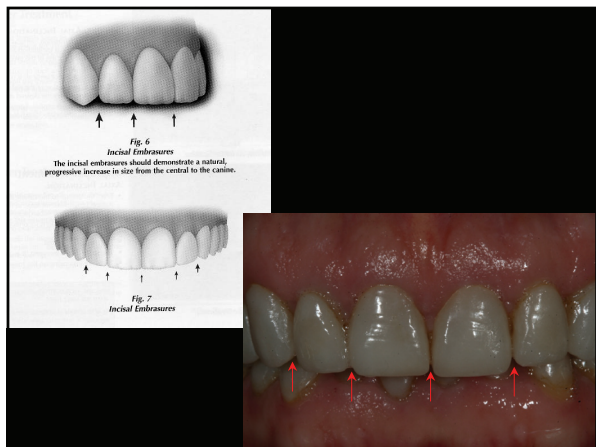 Fig. 6
Incisal Embrasures
The incisal embrasures should demonstrate a natural,
progressive increase in size from the central to the canine.
Fig. 7
Incisal Embrasures